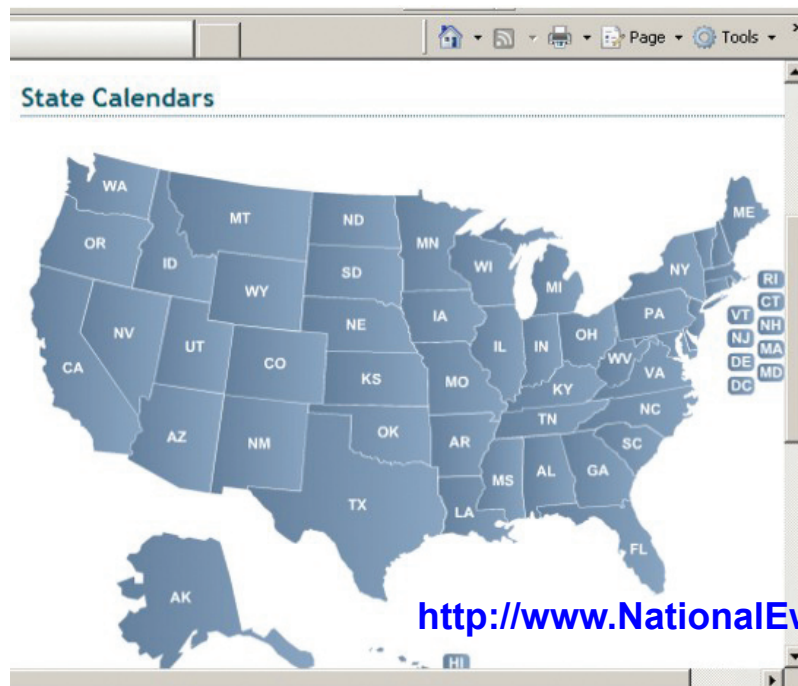 Page Tools
State Calendars
WA
MT
ND
MN
ME
OR
ID
SD
WI
MI
NY
WY
RI
CT
VT
NH
NJ
MA
DE
MD
DC
NE
IA
PA
NV
UT
CO
IL
IN
OH
WV
VA
CA
KS
MO
KY
NC
TN
AZ
NM
OK
AR
SC
MS
AL
GA
TX
LA
FL
AK
HI
http://www.NationalEv